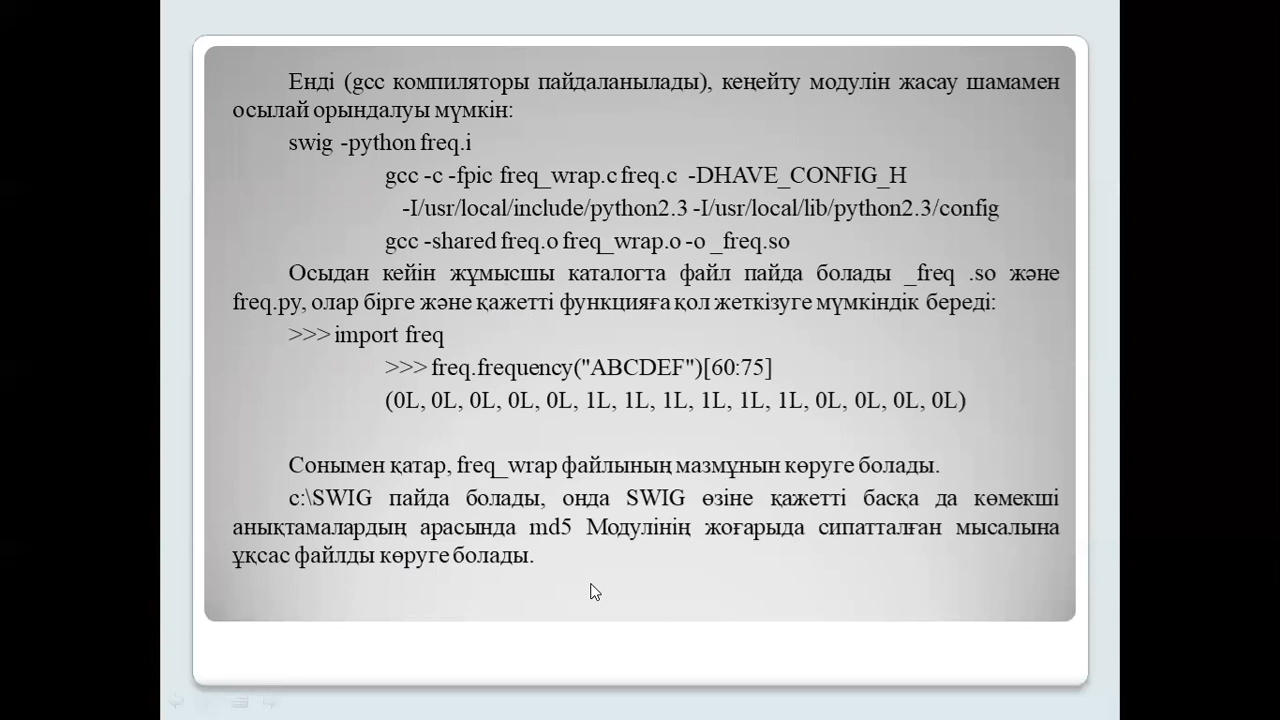 Енді (gcc компиляторы пайдаланылады), кеңейту модулін жасау шамамен
осылай орындалуы мүмкін:
swig -python freq.i
gcc -c -fpic freq_wrap.c freq.c -DHAVE_CONFIG_H
-I/usr/local/include/python2.3 -I/usr/local/lib/python2.3/config
gcc -shared freq.o freq_wrap.o -o _freq.so
Осыдан кейін жұмысшы каталогта файл пайда болады _freq .so және
freq.py, олар бірге және қажетті функцияға қол жеткізуге мүмкіндік береді:
>>> import freq
>>> freq.frequency("ABCDEF")[60:75]
(0L, 0L, 0L, 0L, 0L, 1L, 1L, 1L, 1L, 1L, 1L, 0L, 0L, 0L, 0L)
Сонымен қатар, freq_wrap файлының мазмұнын көруге болады.
c:\SWIG пайда болады, онда SWIG өзіне қажетті басқа да көмекші
анықтамалардың арасында md5 Модулінің жоғарыда сипатталған мысалына
ұқсас файлды көруге болады.